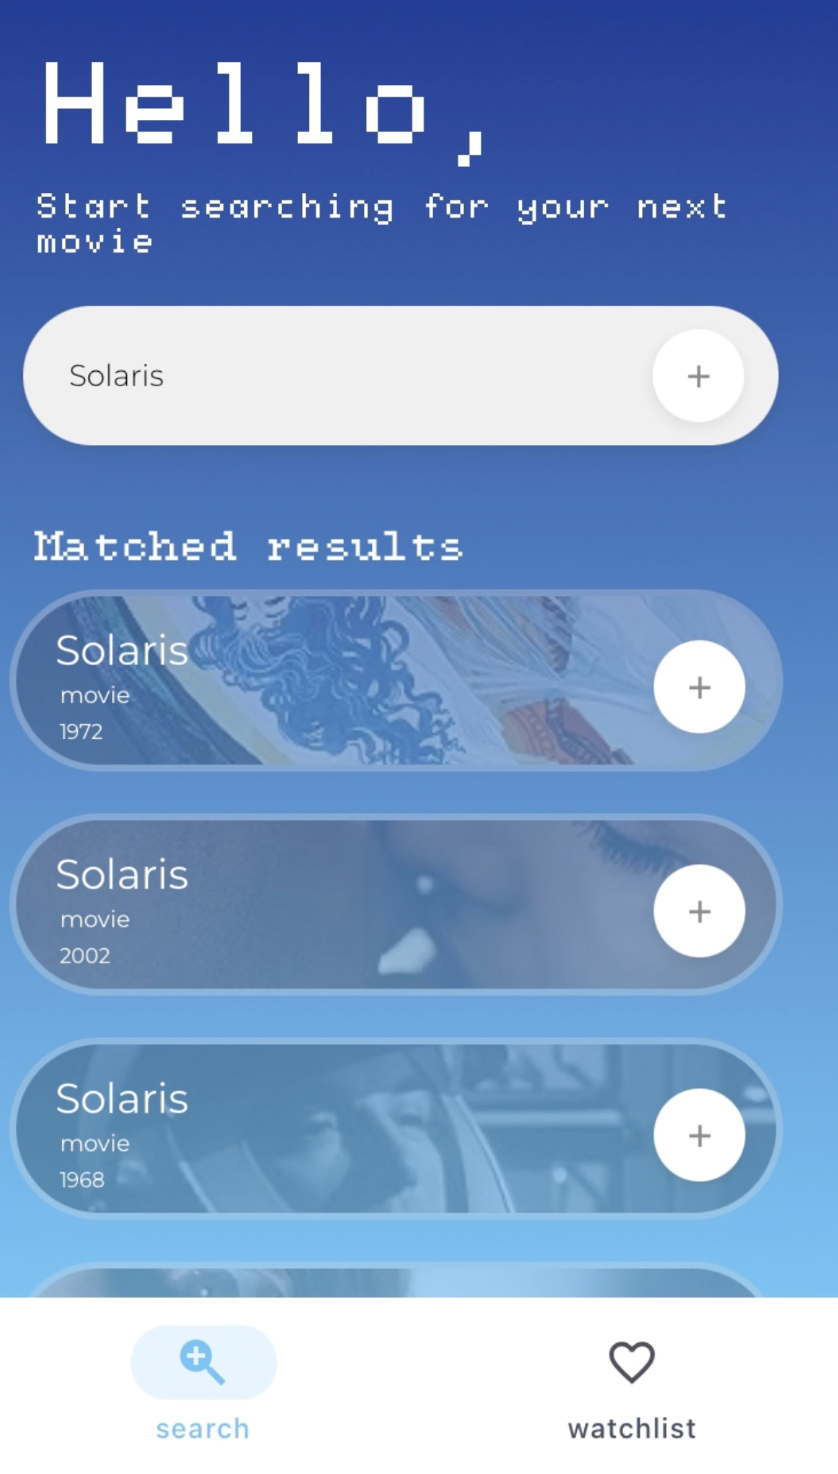 Hello,
Start searching for your next
movie
Solaris
+
Matched results
Solaris
movie
1972
+
Solaris
movie
2002
+
Solaris
movie
1968
+
search
watchlist